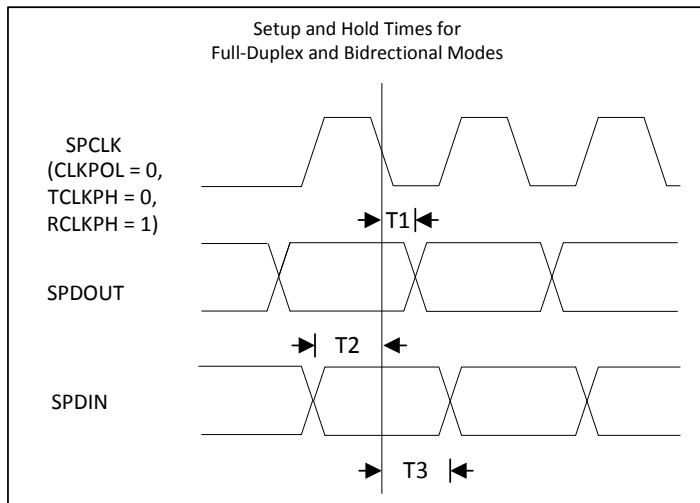 Setup and Hold Times for
Full-Duplex and Bidrectional Modes
SPCLK
(CLKPOL = 0,
TCLKPH = 0,
RCLKPH = 1)
T1
SPDOUT
T2
SPDIN
T3